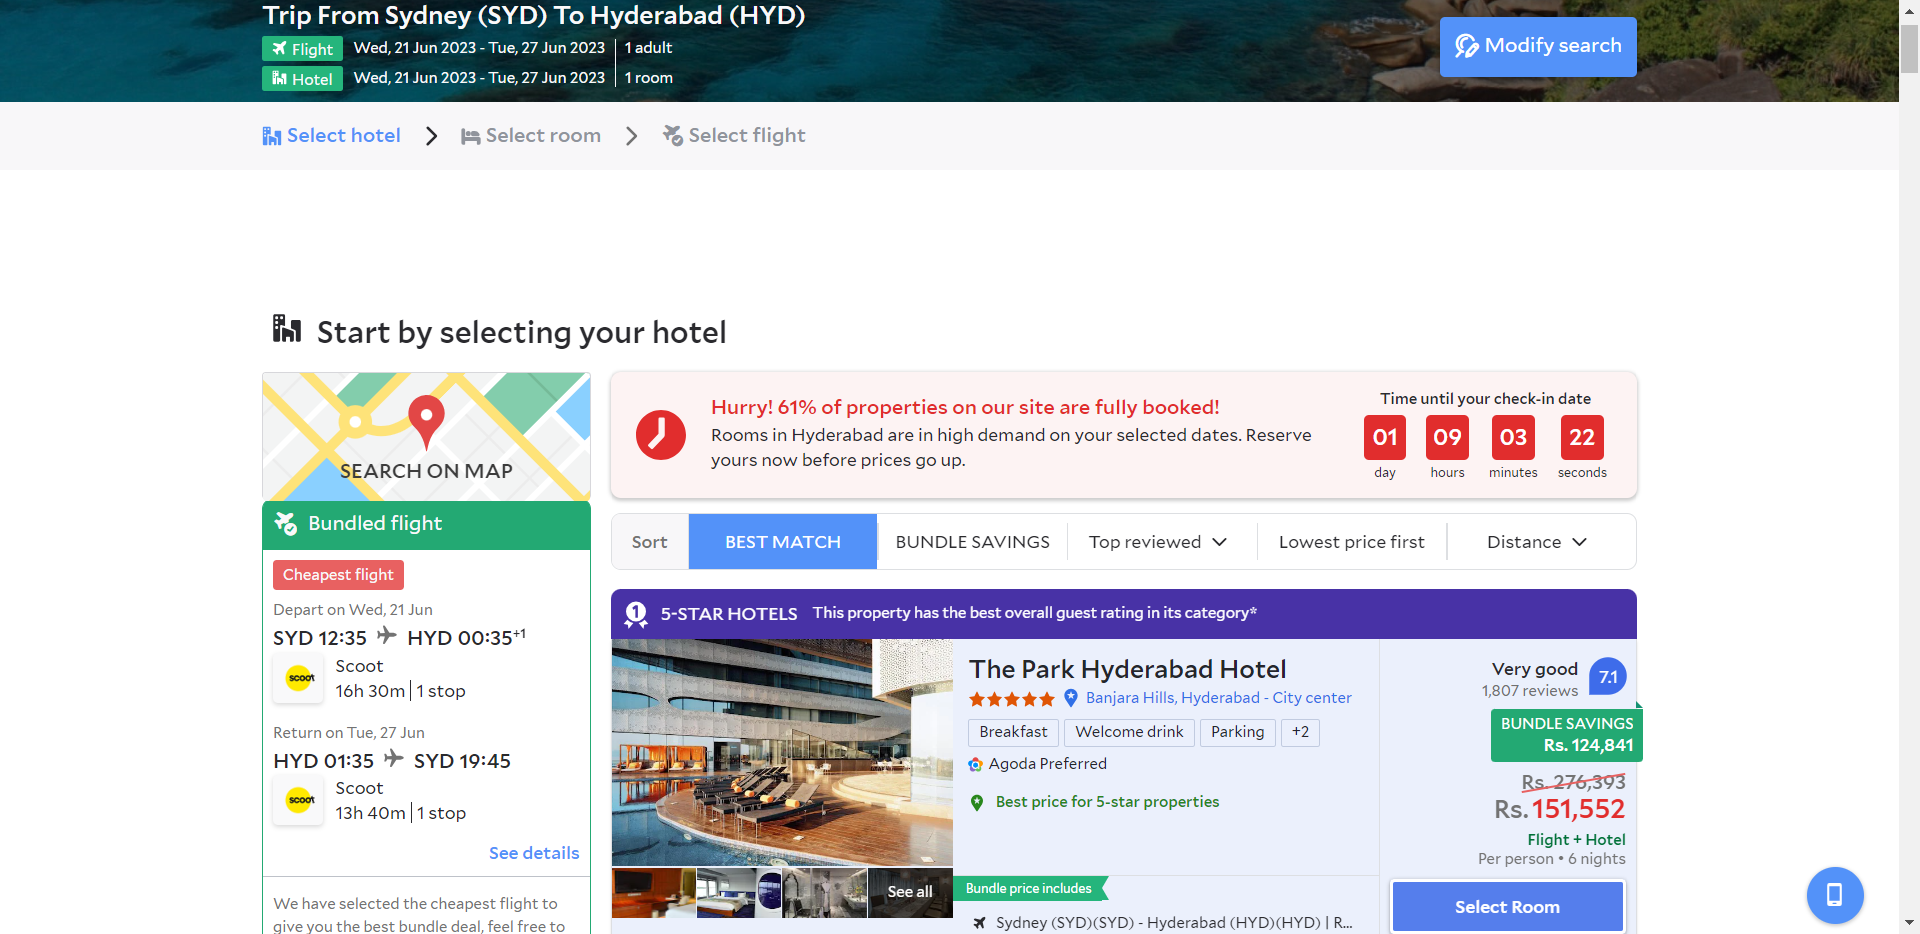 Trip From Sydney (SYD) To Hyderabad (HYD)
Flight Wed, 21 Jun 2023 - Tue, 27 Jun 2023 1 adult
Hotel Wed, 21 Jun 2023 - Tue, 27 Jun 2023 1 room
Modify search
Select hotel Select room Select flight
Start by selecting your hotel
SEARCH ON MAP
Bundled flight
Cheapest flight
Depart on Wed, 21 Jun
SYD 12:35 HYD 00:35+1
scoot
Scoot
16h 30m 1 stop
Return on Tue, 27 Jun
HYD 01:35 SYD 19:45
scoot
Scoot
13h 40m 1 stop
See details
We have selected the cheapest flight to
give you the best bundle deal, feel free to
Hurry! 61% of properties on our site are fully booked!
Rooms in Hyderabad are in high demand on your selected dates. Reserve
yours now before prices go up.
Time until your check-in date
01 09 03 22
day hours minutes seconds
Sort BEST MATCH BUNDLE SAVINGS Top reviewed Lowest price first Distance
1 5-STAR HOTELS This property has the best overall guest rating in its category*
The Park Hyderabad Hotel
Banjara Hills, Hyderabad - City center
Breakfast Welcome drink Parking +2
Agoda Preferred
Best price for 5-star properties
See all
Bundle price includes
Sydney (SYD)(SYD) - Hyderabad (HYD)(HYD) | R...
Very good 7.1
1,807 reviews
BUNDLE SAVINGS
Rs. 124,841
Rs. 276,393
Rs. 151,552
Flight + Hotel
Per person • 6 nights
Select Room